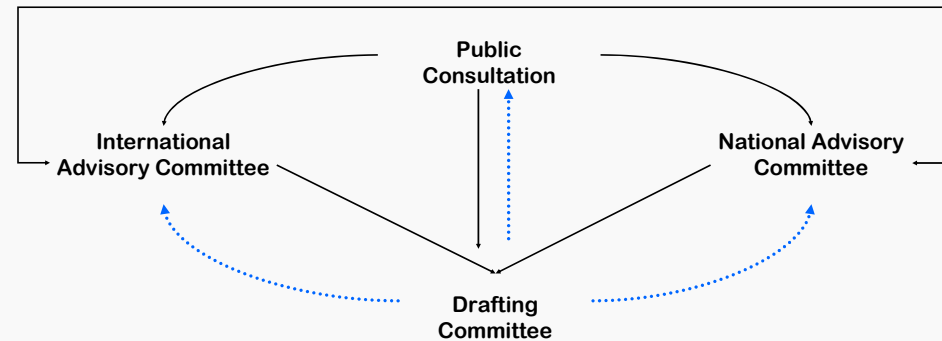 Public
Consultation
International
Advisory Committee
National Advisory
Committee
Drafting
Committee